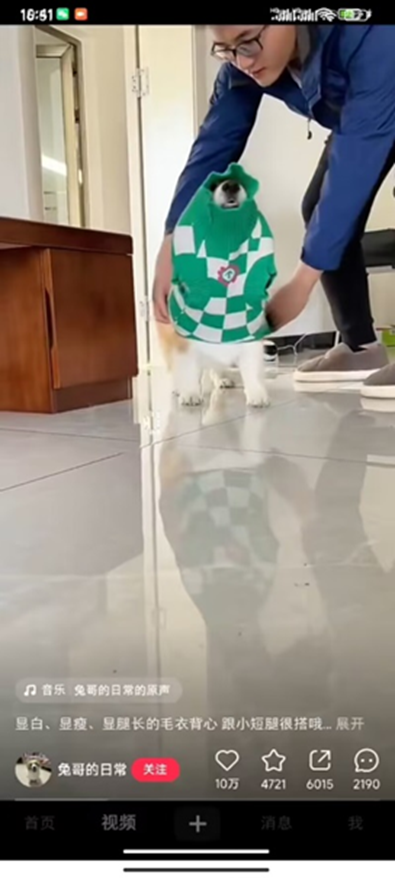 16:51
音乐 兔哥的日常的原声
显白、显瘦、显腿长的毛衣背心 跟小短腿很搭哦... 展开
兔哥的日常 关注
10万 4721 6015 2190
首页 视频 消息 我